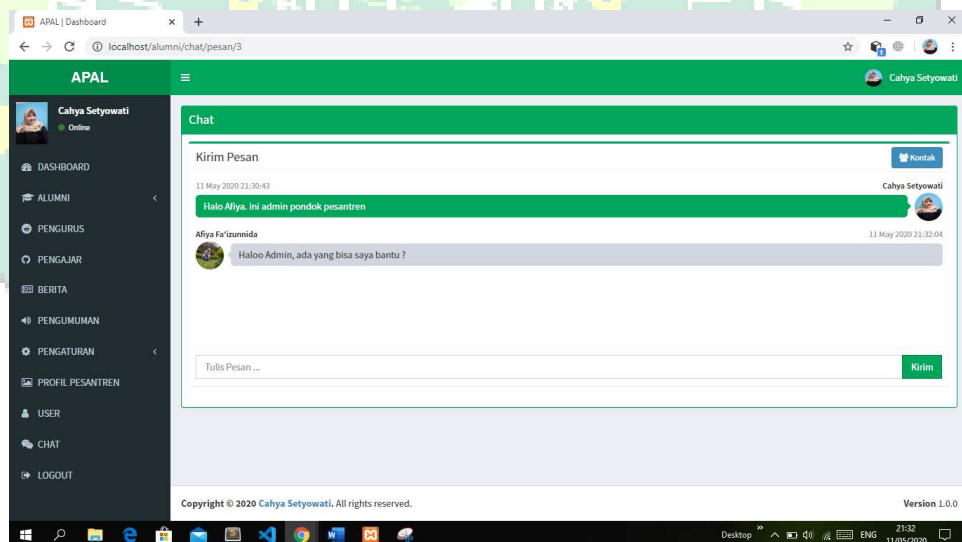 APAL | Dashboard
localhost/alumni/chat/pesan/3
APAL
Cahya Setyowati
Cahya Setyowati
Online
DASHBOARD
ALUMNI
PENGURUS
PENGAJAR
BERITA
PENGUMUMAN
PENGATURAN
PROFIL PESANTREN
USER
CHAT
LOGOUT
Chat
Kirim Pesan
Kontak
11 May 2020 21:30:43 Cahya Setyowati
Halo Afiya. ini admin pondok pesantren
Afiya Fa'izunnida 11 May 2020 21:32:04
Haloo Admin, ada yang bisa saya bantu ?
Tulis Pesan ... Kirim
Copyright © 2020 Cahya Setyowati. All rights reserved. Version 1.0.0
Desktop ENG 21:32
11/05/2020